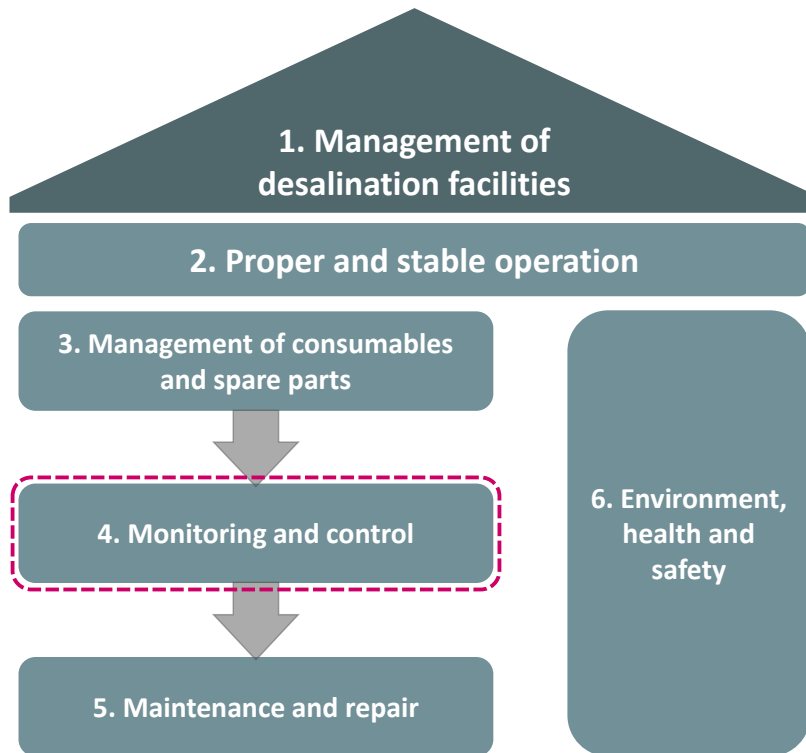 1. Management of
desalination facilities
2. Proper and stable operation
3. Management of consumables
and spare parts
4. Monitoring and control
5. Maintenance and repair
6. Environment,
health and
safety